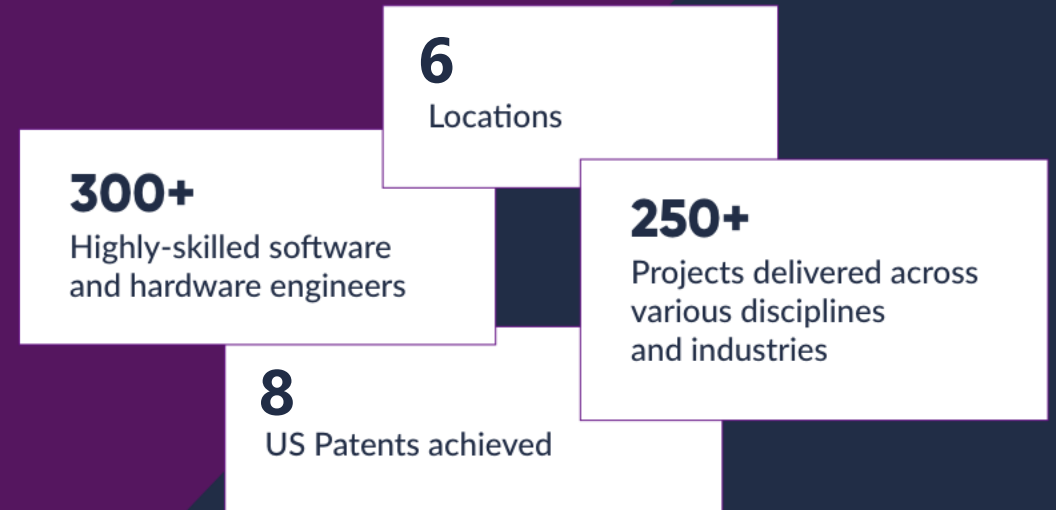 6
Locations
300+
Highly-skilled software
and hardware engineers
250+
Projects delivered across
various disciplines
and industries
8
US Patents achieved